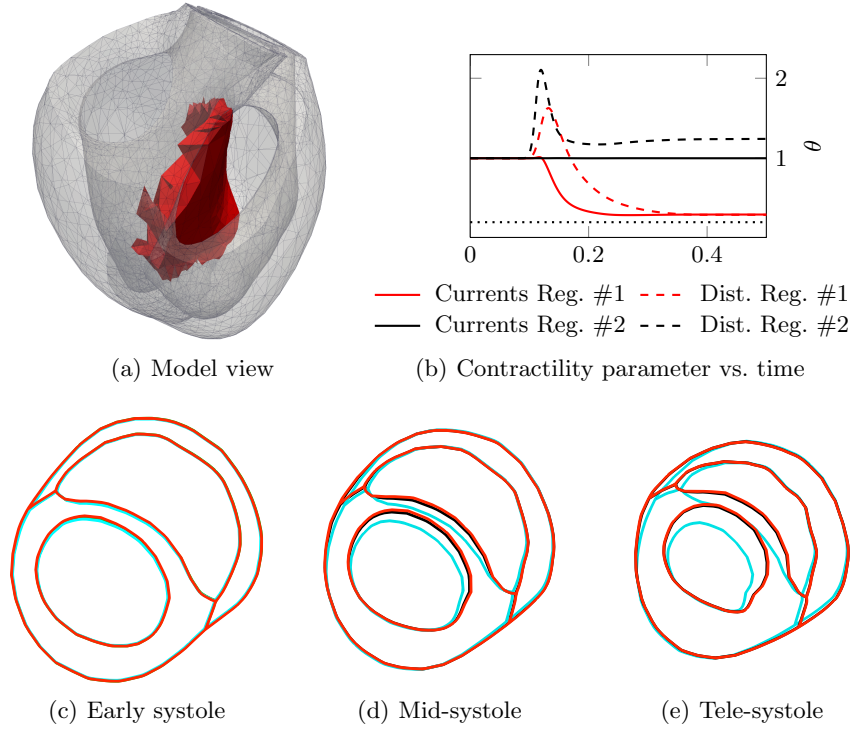 2
1
θ
0
0.2
0.4
Currents Reg. #1
Dist. Reg. #1
Currents Reg. #2
Dist. Reg. #2
(a) Model view
(b) Contractility parameter vs. time
(c) Early systole
(d) Mid-systole
(e) Tele-systole